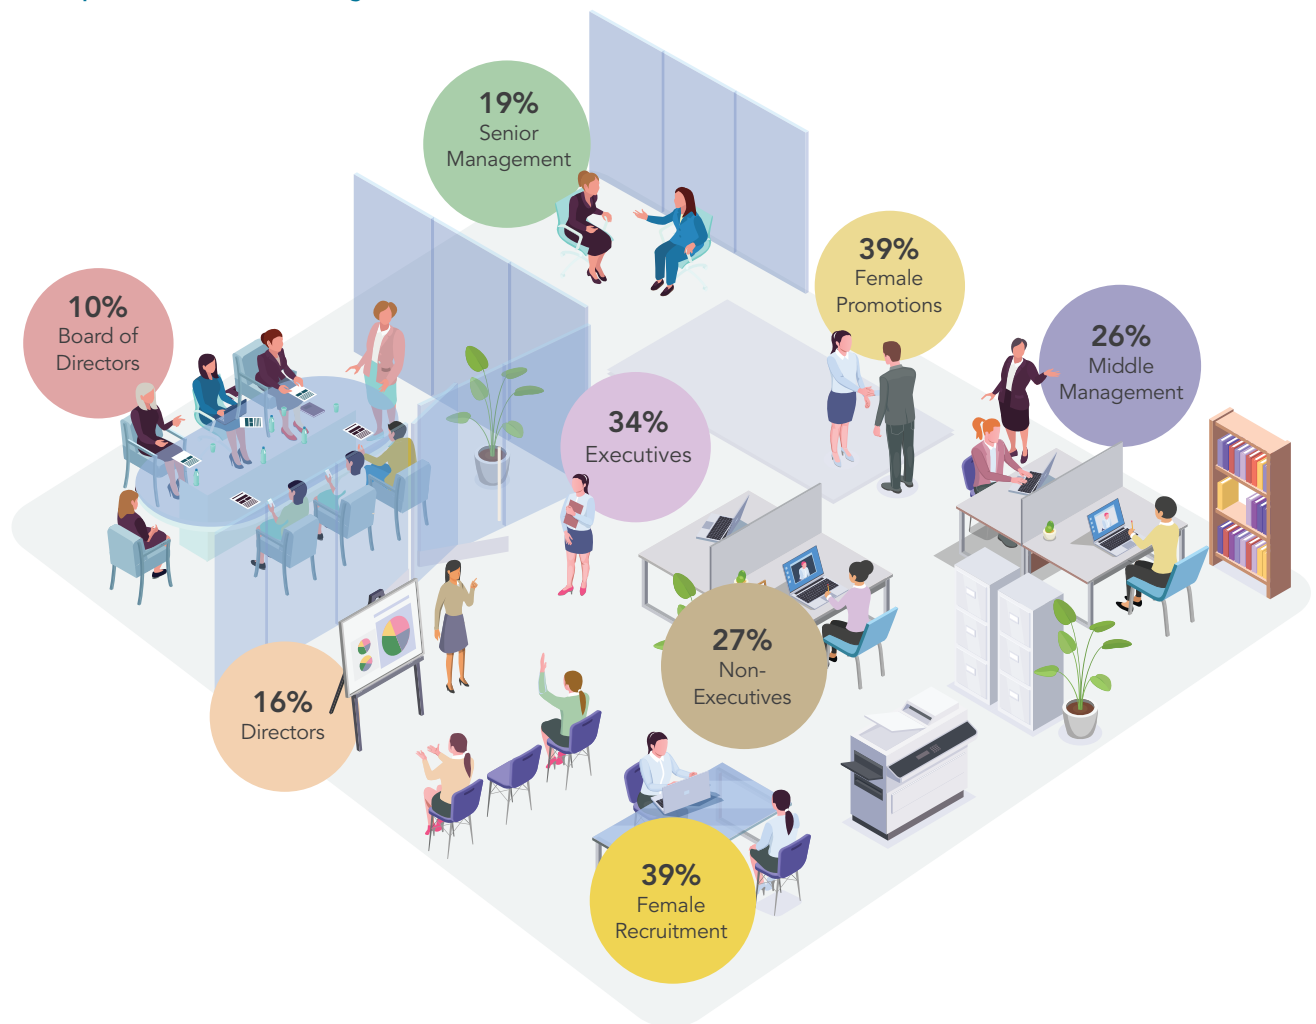 19%
Senior
Management
39%
Female
Promotions
10%
Board of
Directors
26%
Middle
Management
34%
Executives
27%
Non-
Executives
16%
Directors
39%
Female
Recruitment